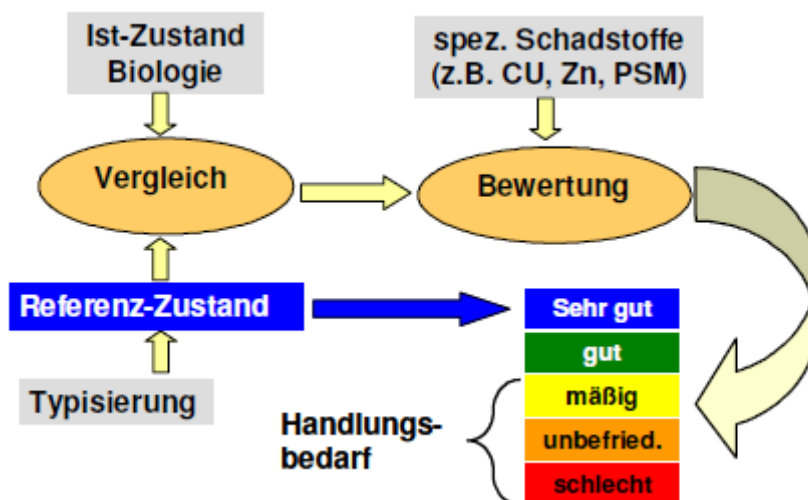 Ist-Zustand
Biologie
spez. Schadstoffe
(z.B. CU, Zn, PSM)
Vergleich
Bewertung
Referenz-Zustand
Sehr gut
gut
Typisierung
mäßig
Handlungs-
bedarf
unbefried.
schlecht